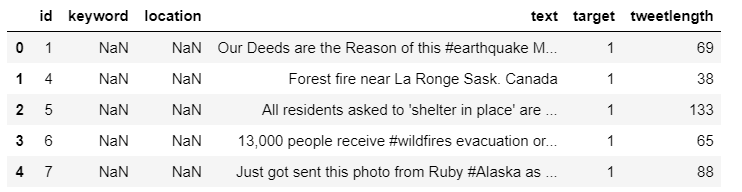 id keyword location text target tweetlength
0 1 NaN NaN Our Deeds are the Reason of this #earthquake M... 1 69
1 4 NaN NaN Forest fire near La Ronge Sask. Canada 1 38
2 5 NaN NaN All residents asked to 'shelter in place' are ... 1 133
3 6 NaN NaN 13,000 people receive #wildfires evacuation or... 1 65
4 7 NaN NaN Just got sent this photo from Ruby #Alaska as ... 1 88